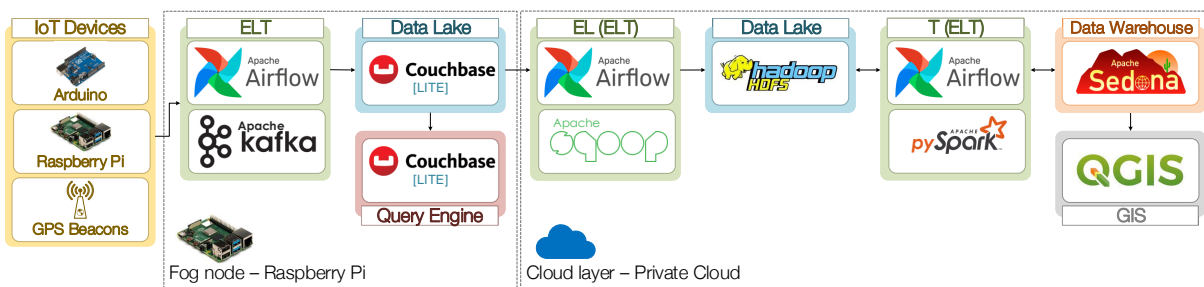 IoT Devices
Arduino
Raspberry Pi
GPS Beacons
ELT
Apache
Airflow
Apache
kafka
Data Lake
Couchbase
[LITE]
Couchbase
[LITE]
Query Engine
Fog node – Raspberry Pi
EL (ELT)
Apache
Airflow
Apache
sqoop
Data Lake
hadoop
HDFS
T (ELT)
Apache
Airflow
APACHE
pySpark
Data Warehouse
Apache
Sedona
QGIS
GIS
Cloud layer – Private Cloud